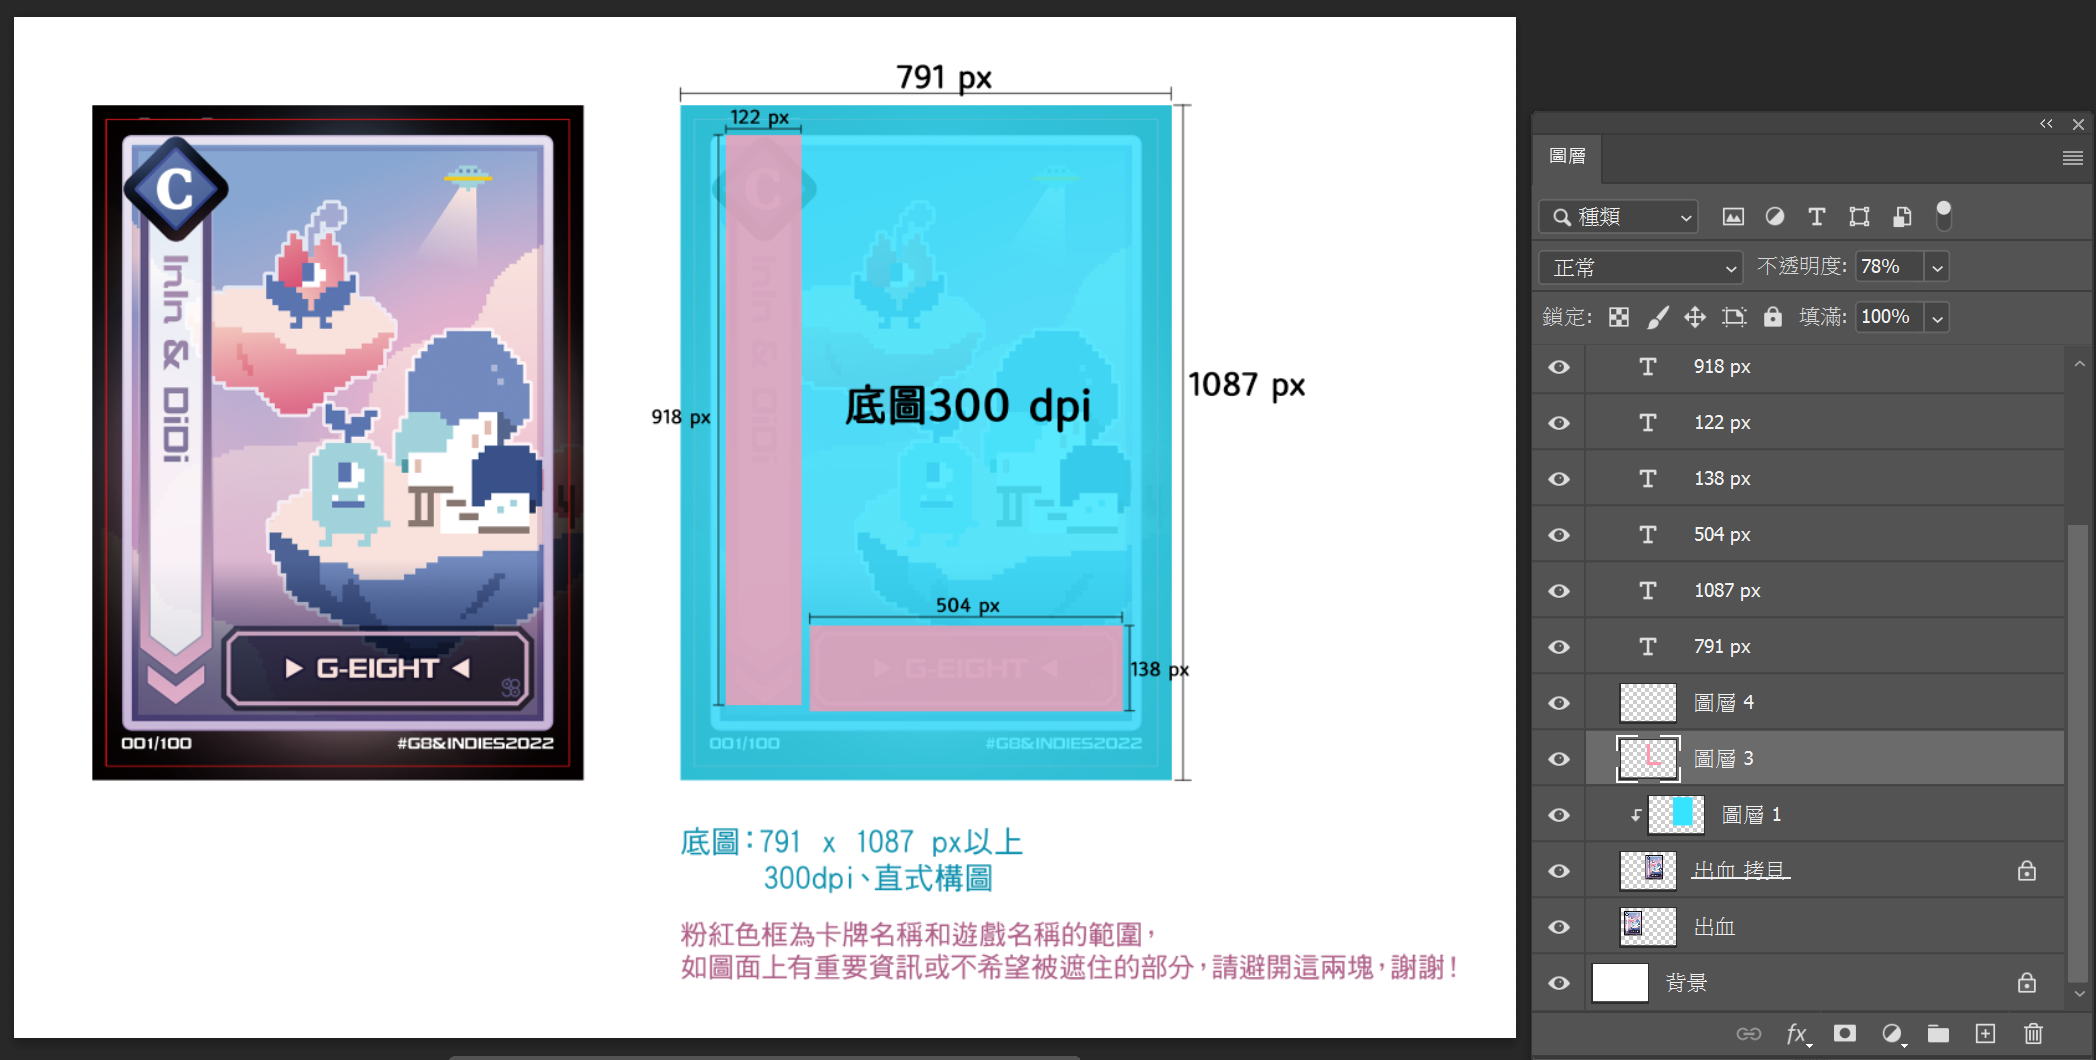 C
InIn & DiDi
G-EIGHT
001/100
#G8&INDIES2022
791 px
122 px
C
InIn & DiDi
918 px
底圖300 dpi
1087 px
504 px
G-EIGHT
138 px
001/100
#G8&INDIES2022
底圖：791 x 1087 px以上
300dpi、直式構圖
粉紅色框為卡牌名稱和遊戲名稱的範圍，
如圖面上有重要資訊或不希望被遮住的部分，請避開這兩塊，謝謝！
圖層
種類
正常
不透明度: 78%
鎖定:
填滿: 100%
918 px
122 px
138 px
504 px
1087 px
791 px
圖層 4
圖層 3
圖層 1
出血 拷貝
出血
背景
fx